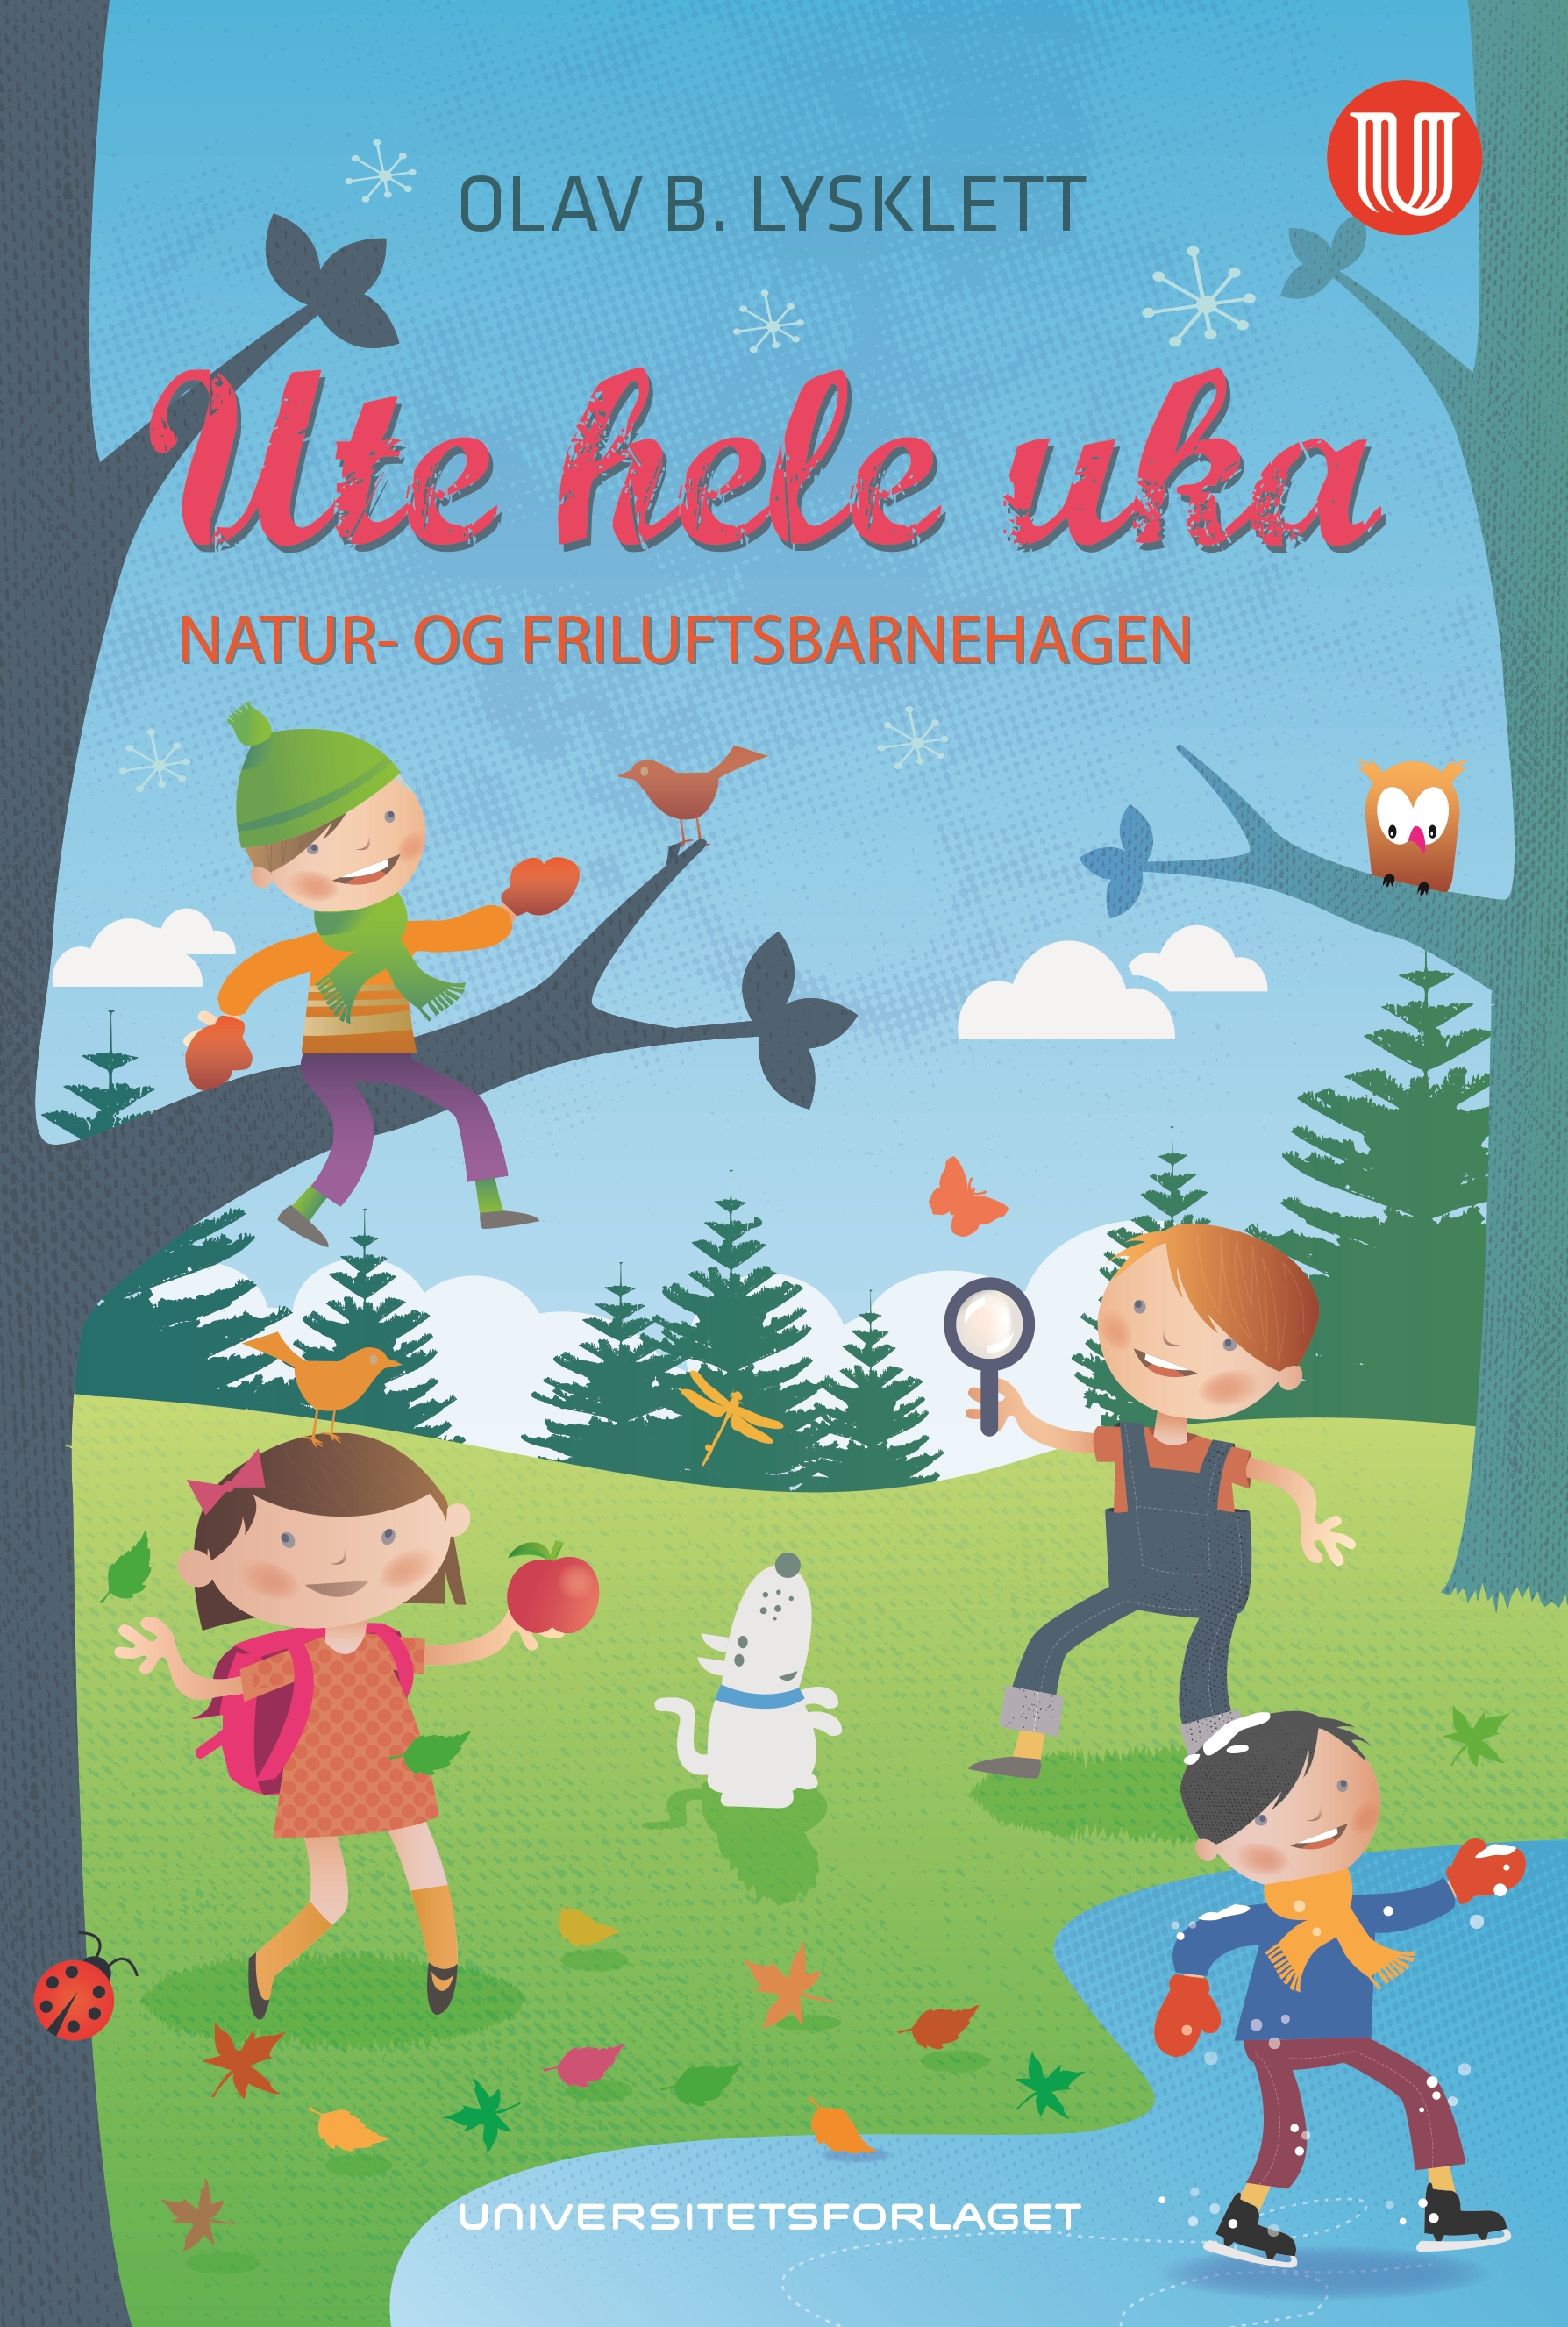 OLAV B. LYSKLETT
Ute hele uka
NATUR- OG FRILUFTSBARNEHAGEN
UNIVERSITETSFORLAGET